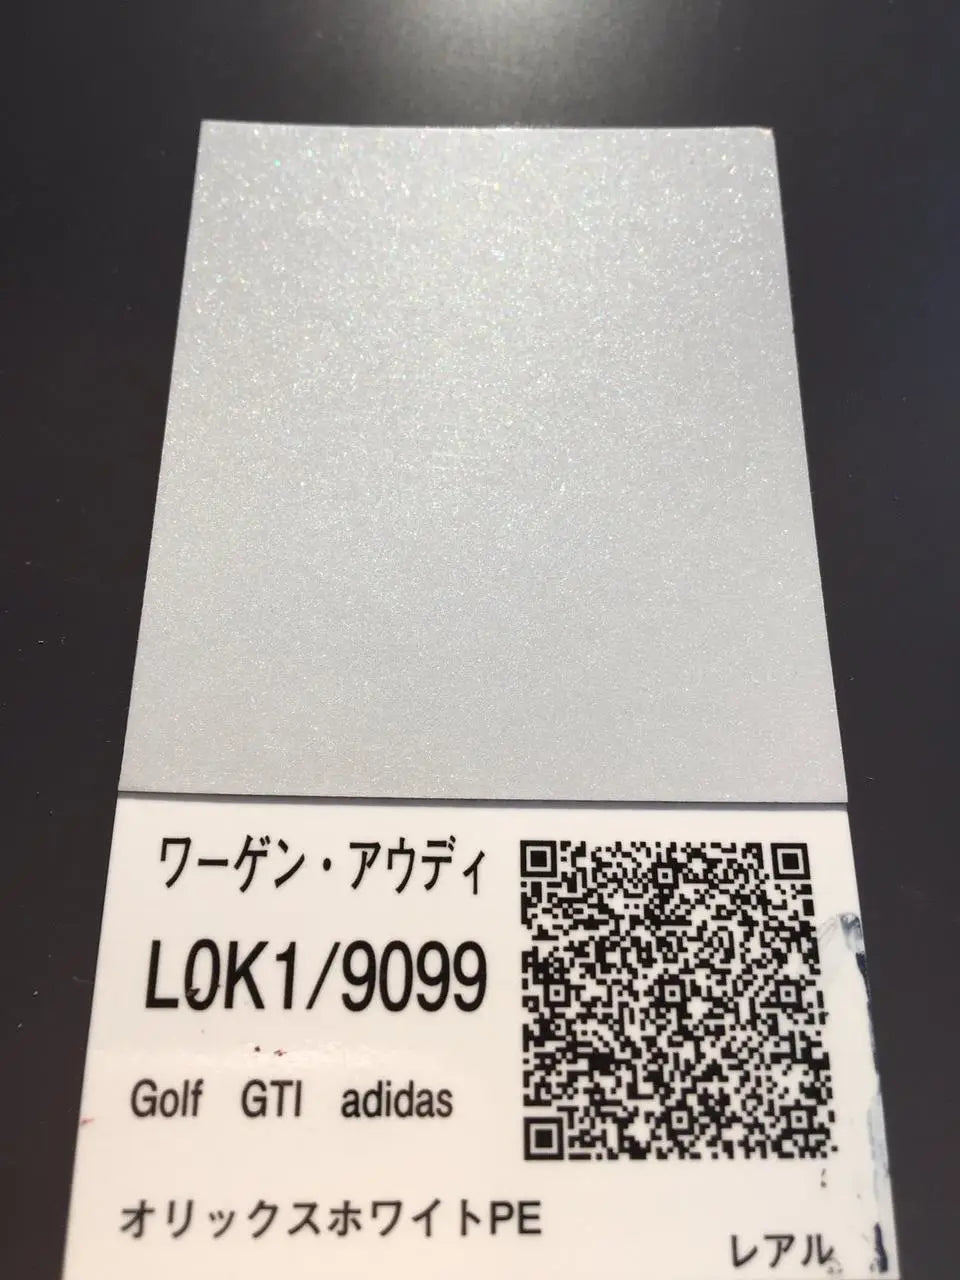 ワーゲン・アウディ
L0K1/9099
Golf GTI adidas
オリックスホワイトPE
レアル